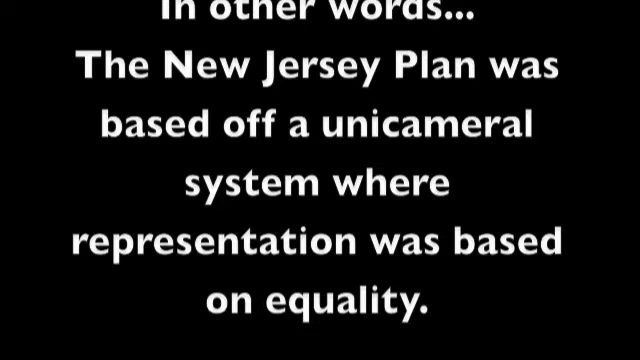 In other words...
The New Jersey Plan was
based off a unicameral
system where
representation was based
on equality.